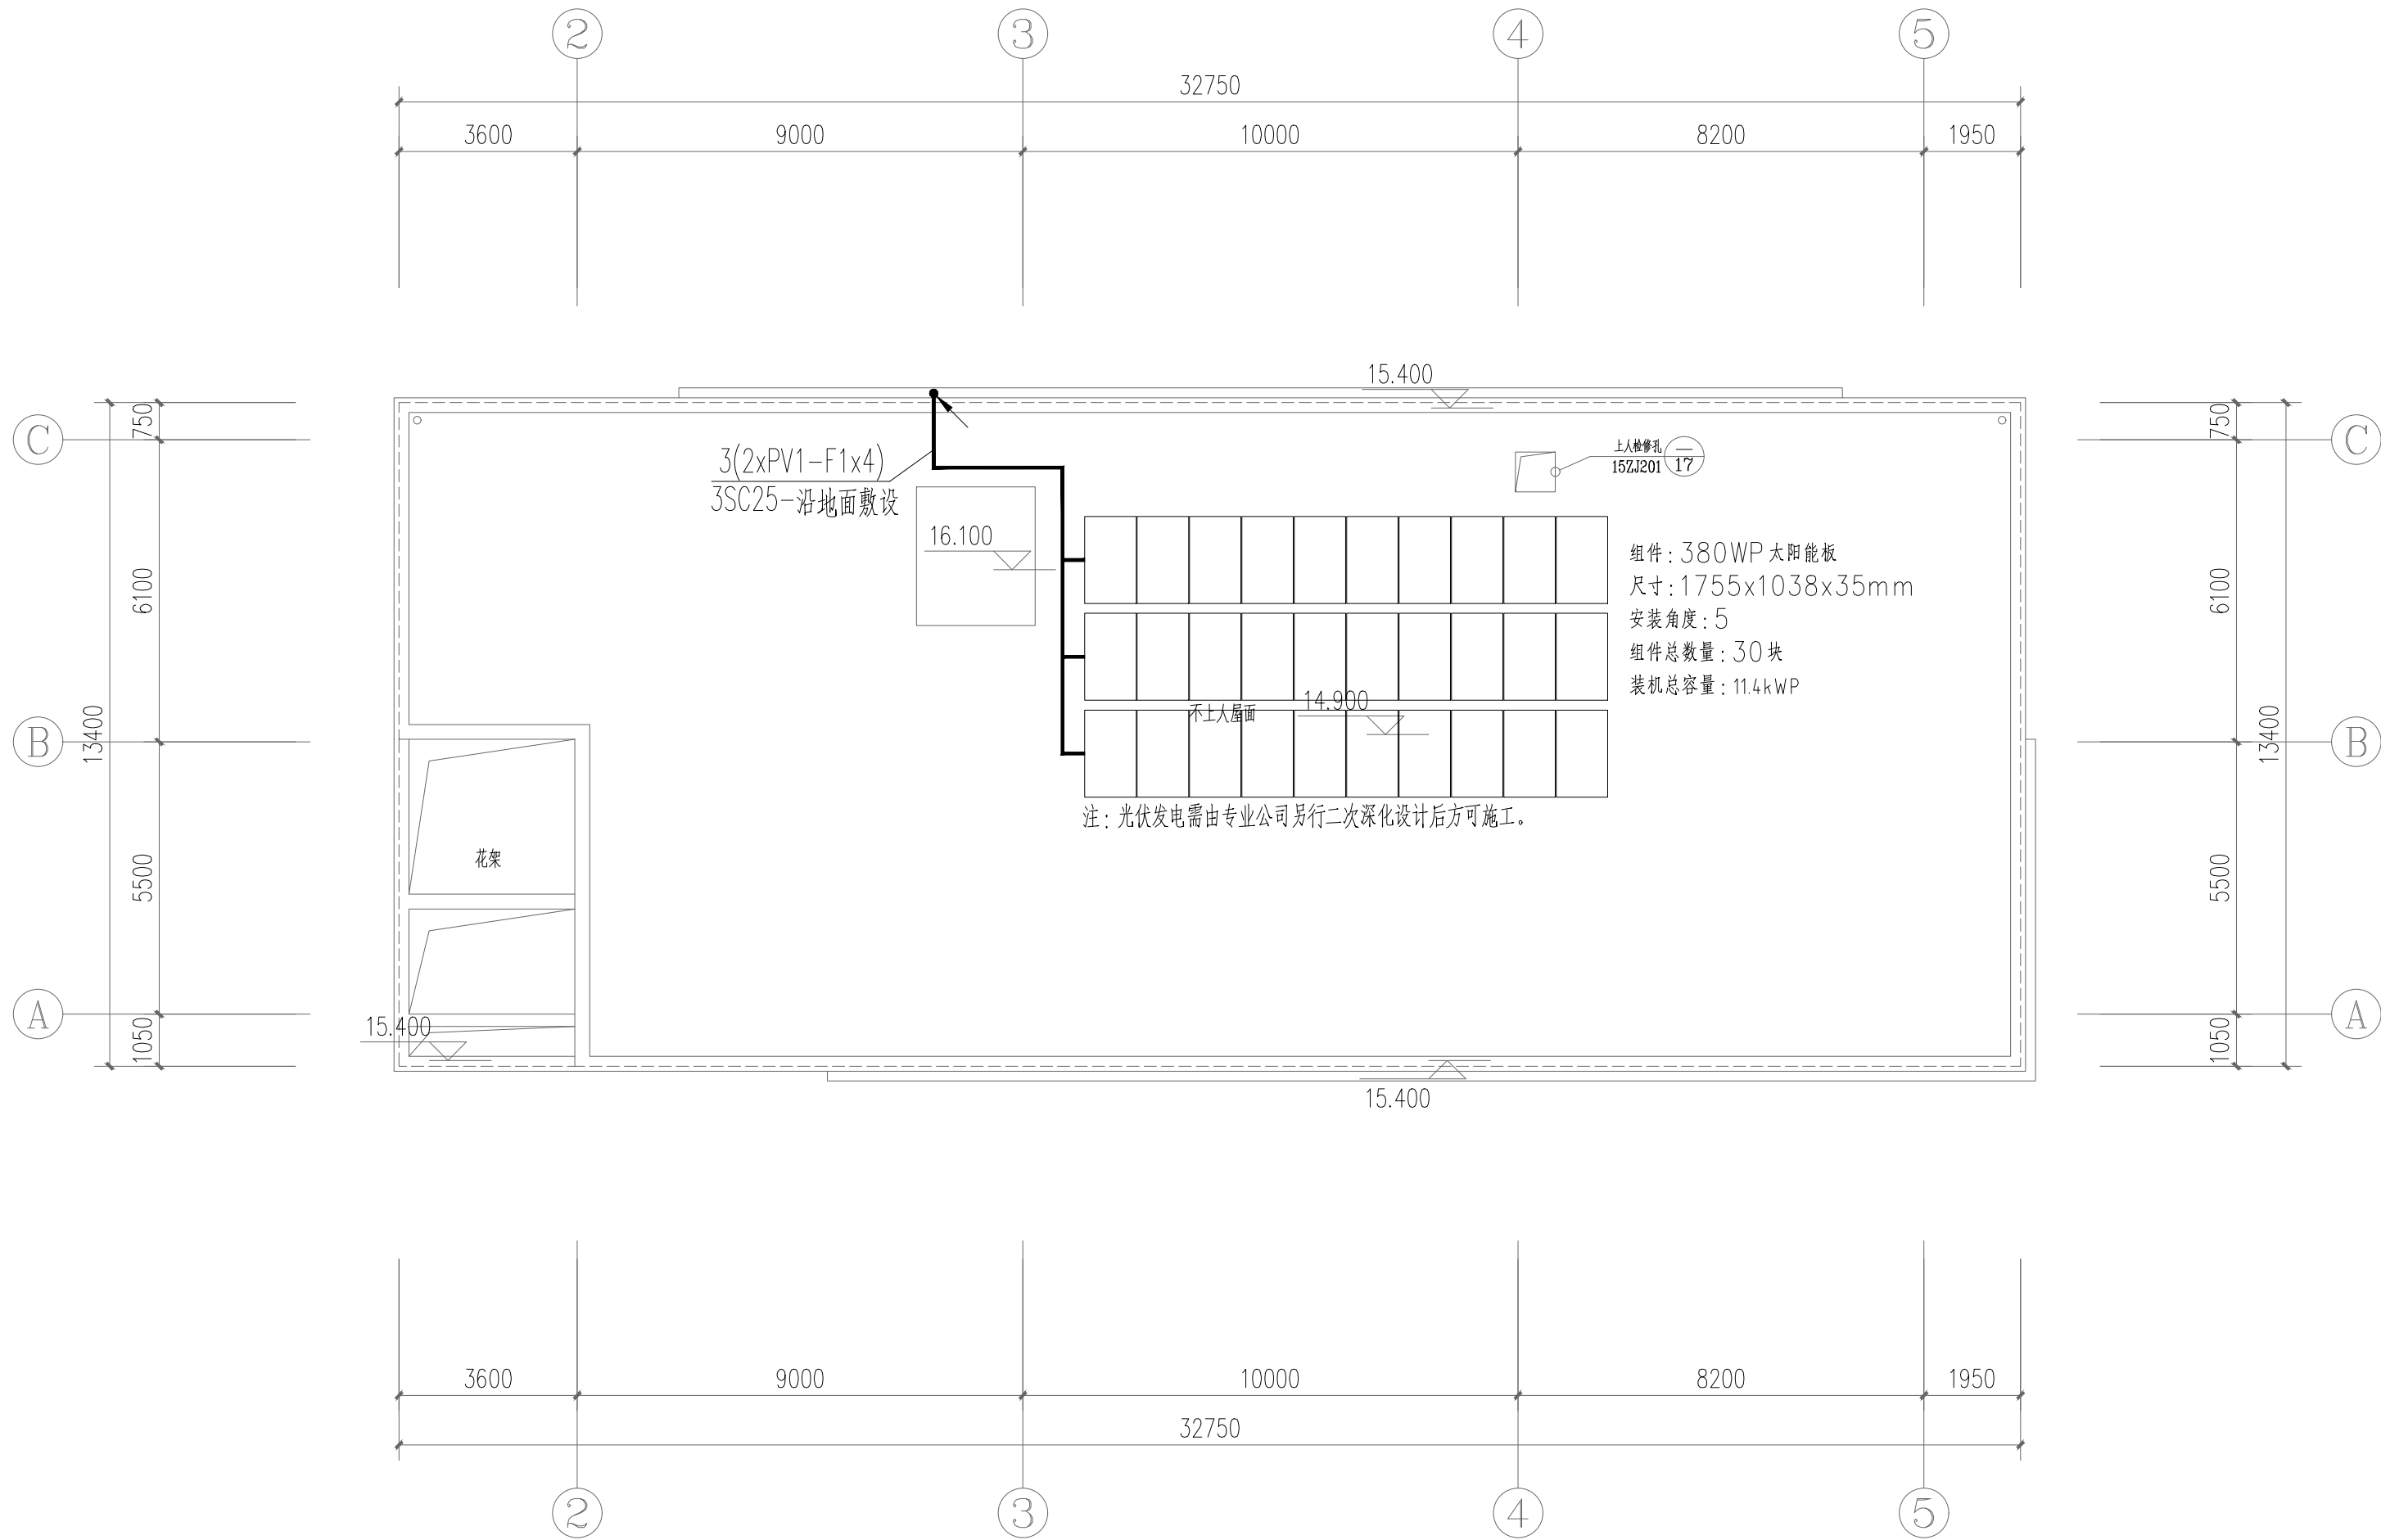 2
3
4
5
32750
3600
9000
10000
8200
1950
15.400
750
750
C
C
上人检修孔
15ZJ201
—
17
3(2xPV1-F1x4)
3SC25-沿地面敷设
16.100
组件：380WP太阳能板
尺寸：1755x1038x35mm
安装角度：5
组件总数量：30块
装机总容量：11.4kWP
6100
6100
14.900
不上人屋面
13400
13400
B
B
注：光伏发电需由专业公司另行二次深化设计后方可施工。
花架
5500
5500
A
A
15.400
1050
1050
15.400
3600
9000
10000
8200
1950
32750
2
3
4
5